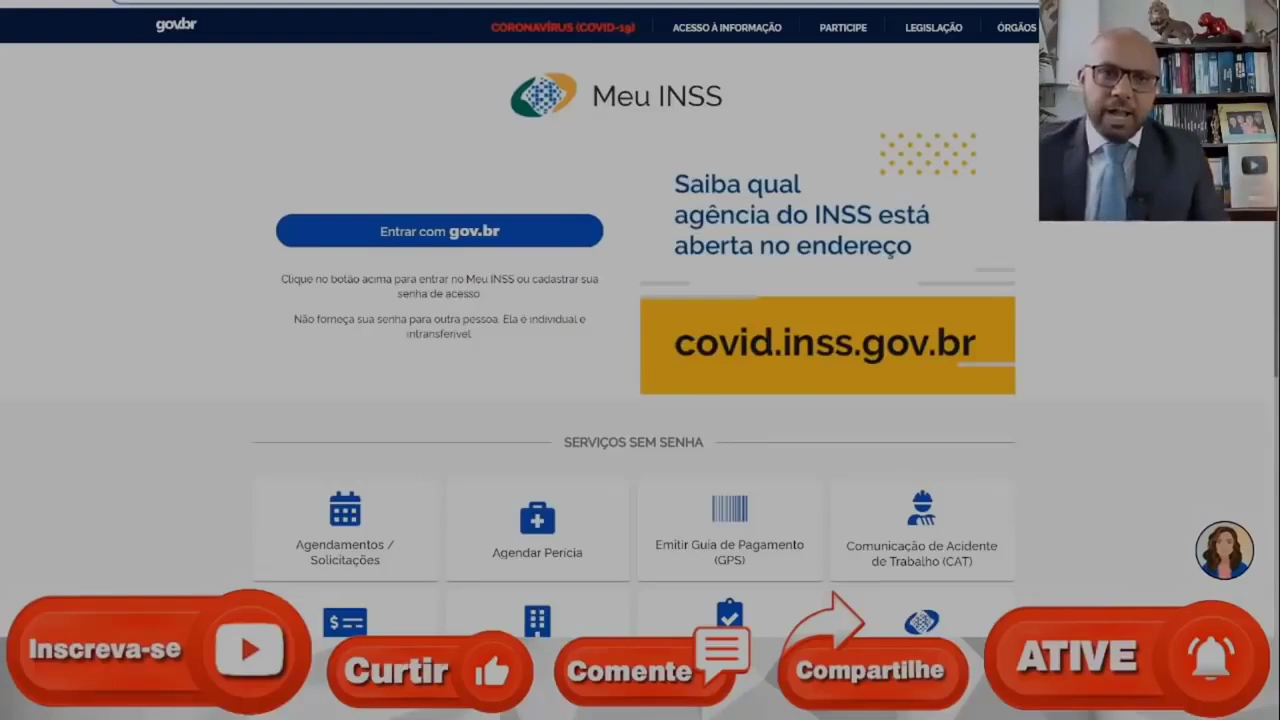 gov.br
CORONAVÍRUS (COVID-19)
ACESSO À INFORMAÇÃO
PARTICIPE
LEGISLAÇÃO
ÓRGÃOS
Meu INSS
Saiba qual
agência do INSS está
aberta no endereço
covid.inss.gov.br
Entrar com gov.br
Clique no botão acima para entrar no Meu INSS ou cadastrar sua
senha de acesso
Não forneça sua senha para outra pessoa. Ela é individual e
intransferível.
SERVIÇOS SEM SENHA
Agendamentos /
Solicitações
Agendar Perícia
Emitir Guia de Pagamento
(GPS)
Comunicação de Acidente
de Trabalho (CAT)
Inscreva-se
Curtir
Comente
Compartilhe
ATIVE